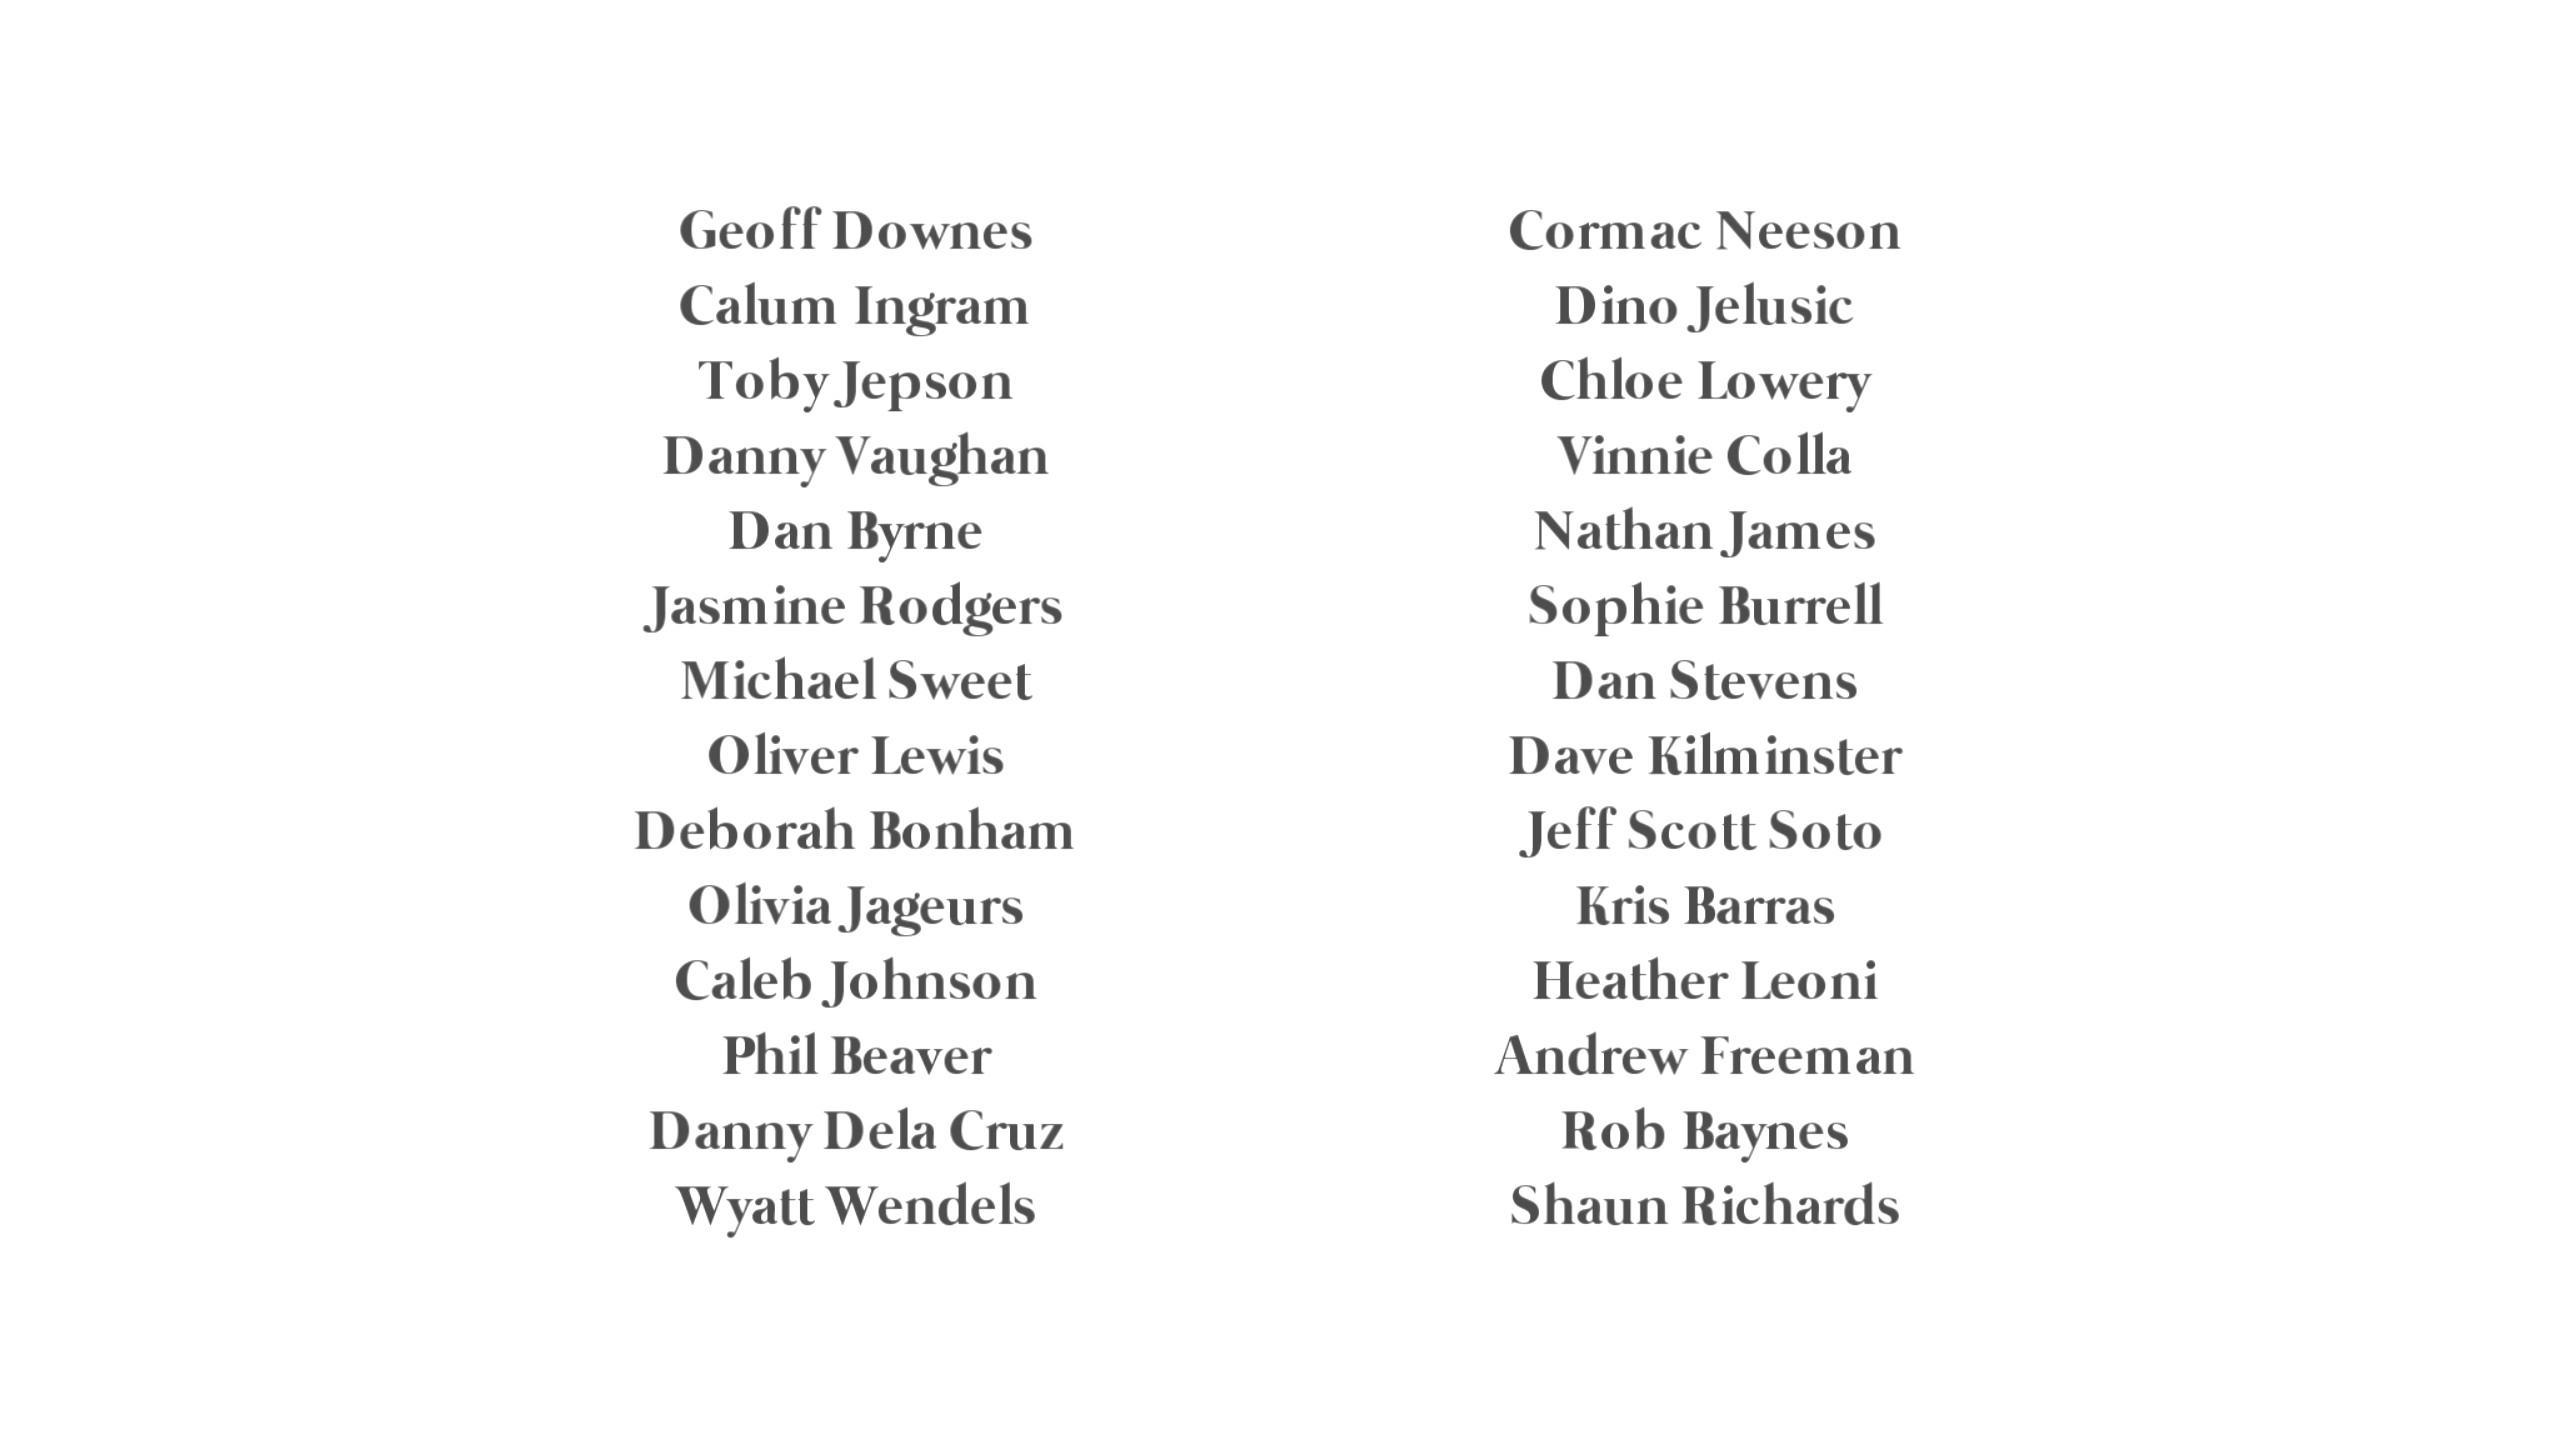 Geoff Downes
Calum Ingram
Toby Jepson
Danny Vaughan
Dan Byrne
Jasmine Rodgers
Michael Sweet
Oliver Lewis
Deborah Bonham
Olivia Jageurs
Caleb Johnson
Phil Beaver
Danny Dela Cruz
Wyatt Wendels
Cormac Neeson
Dino Jelusic
Chloe Lowery
Vinnie Colla
Nathan James
Sophie Burrell
Dan Stevens
Dave Kilminster
Jeff Scott Soto
Kris Barras
Heather Leoni
Andrew Freeman
Rob Baynes
Shaun Richards